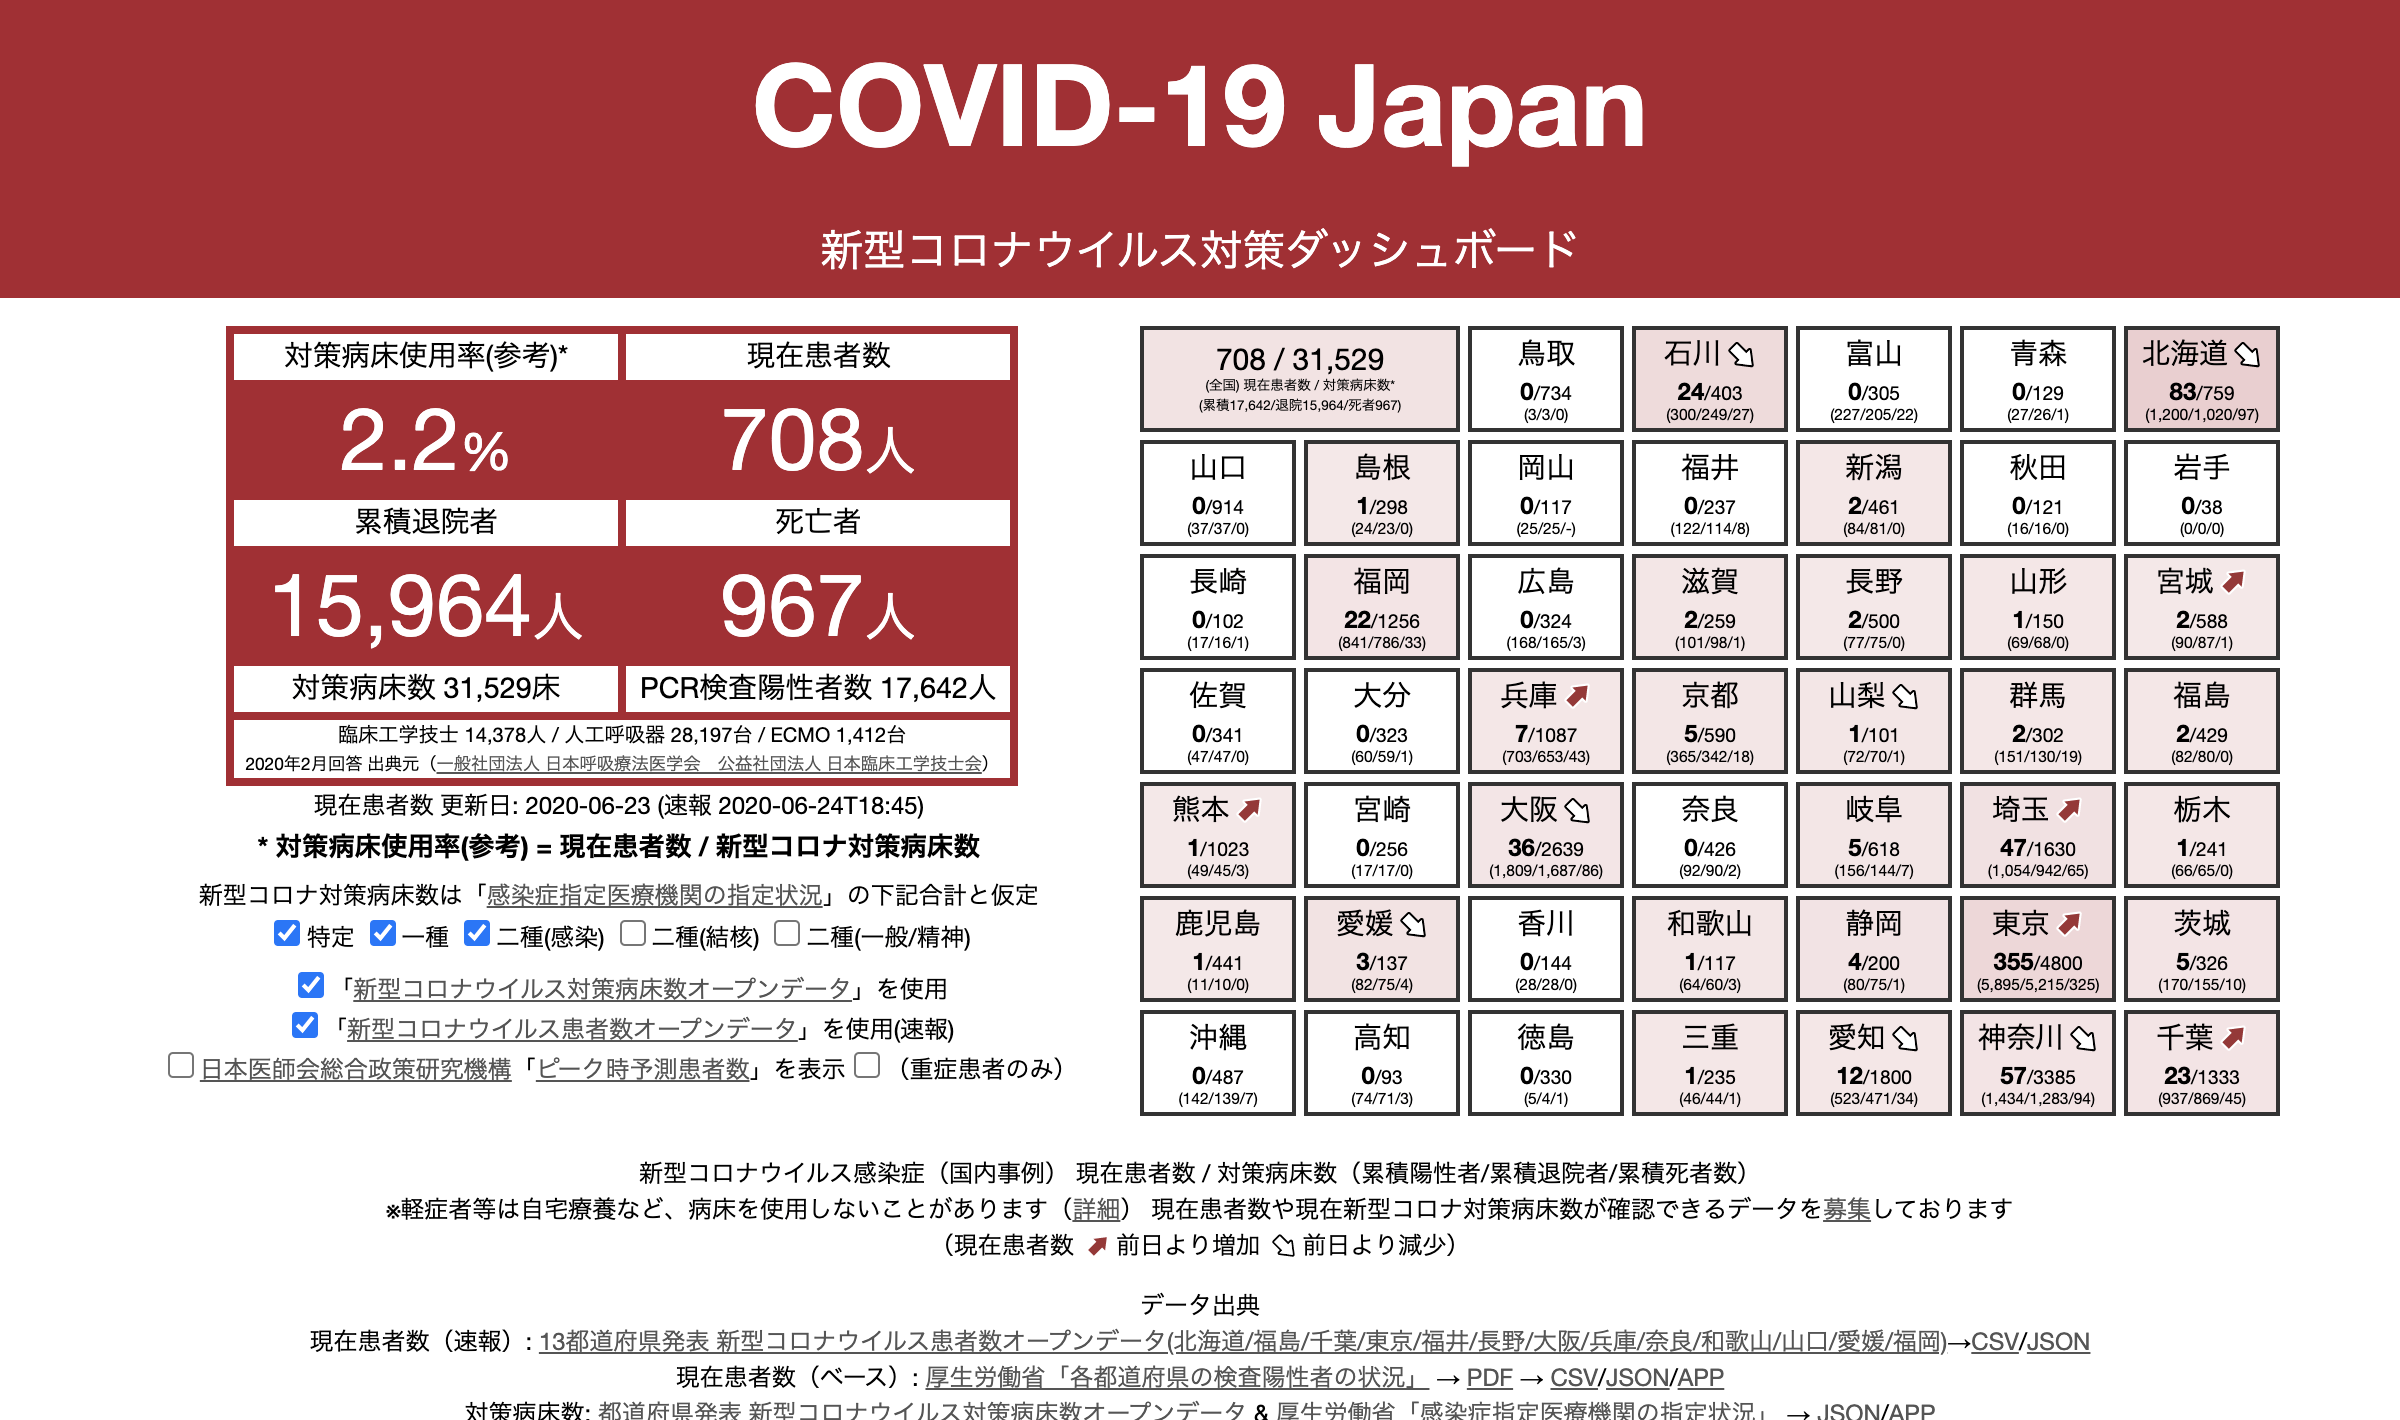 COVID-19 Japan
新型コロナウイルス対策ダッシュボード
対策病床使用率(参考)*
現在患者数
2.2%
708人
累積退院者
死亡者
15,964人
967人
対策病床数 31,529床
PCR検査陽性者数 17,642人
臨床工学技士 14,378人 / 人工呼吸器 28,197台 / ECMO 1,412台
2020年2月回答 出典元（一般社団法人 日本呼吸療法医学会　公益社団法人 日本臨床工学技士会）
現在患者数 更新日: 2020-06-23 (速報 2020-06-24T18:45)
* 対策病床使用率(参考) = 現在患者数 / 新型コロナ対策病床数
新型コロナ対策病床数は「感染症指定医療機関の指定状況」の下記合計と仮定
特定 一種 二種(感染) 二種(結核) 二種(一般/精神)
「新型コロナウイルス対策病床数オープンデータ」を使用
「新型コロナウイルス患者数オープンデータ」を使用(速報)
日本医師会総合政策研究機構「ピーク時予測患者数」を表示 （重症患者のみ）
708 / 31,529
(全国) 現在患者数 / 対策病床数*
(累積17,642/退院15,964/死者967)
鳥取
0/734
(3/3/0)
石川
24/403
(300/249/27)
富山
0/305
(227/205/22)
青森
0/129
(27/26/1)
北海道
83/759
(1,200/1,020/97)
山口
0/914
(37/37/0)
島根
1/298
(24/23/0)
岡山
0/117
(25/25/-)
福井
0/237
(122/114/8)
新潟
2/461
(84/81/0)
秋田
0/121
(16/16/0)
岩手
0/38
(0/0/0)
長崎
0/102
(17/16/1)
福岡
22/1256
(841/786/33)
広島
0/324
(168/165/3)
滋賀
2/259
(101/98/1)
長野
2/500
(77/75/0)
山形
1/150
(69/68/0)
宮城
2/588
(90/87/1)
佐賀
0/341
(47/47/0)
大分
0/323
(60/59/1)
兵庫
7/1087
(703/653/43)
京都
5/590
(365/342/18)
山梨
1/101
(72/70/1)
群馬
2/302
(151/130/19)
福島
2/429
(82/80/0)
熊本
1/1023
(49/45/3)
宮崎
0/256
(17/17/0)
大阪
36/2639
(1,809/1,687/86)
奈良
0/426
(92/90/2)
岐阜
5/618
(156/144/7)
埼玉
47/1630
(1,054/942/65)
栃木
1/241
(66/65/0)
鹿児島
1/441
(11/10/0)
愛媛
3/137
(82/75/4)
香川
0/144
(28/28/0)
和歌山
1/117
(64/60/3)
静岡
4/200
(80/75/1)
東京
355/4800
(5,895/5,215/325)
茨城
5/326
(170/155/10)
沖縄
0/487
(142/139/7)
高知
0/93
(74/71/3)
徳島
0/330
(5/4/1)
三重
1/235
(46/44/1)
愛知
12/1800
(523/471/34)
神奈川
57/3385
(1,434/1,283/94)
千葉
23/1333
(937/869/45)
新型コロナウイルス感染症（国内事例） 現在患者数 / 対策病床数（累積陽性者/累積退院者/累積死者数）
※軽症者等は自宅療養など、病床を使用しないことがあります（詳細） 現在患者数や現在新型コロナ対策病床数が確認できるデータを募集しております
（現在患者数 前日より増加 前日より減少）
データ出典
現在患者数（速報）: 13都道府県発表 新型コロナウイルス患者数オープンデータ(北海道/福島/千葉/東京/福井/長野/大阪/兵庫/奈良/和歌山/山口/愛媛/福岡)→CSV/JSON
現在患者数（ベース）: 厚生労働省「各都道府県の検査陽性者の状況」 → PDF → CSV/JSON/APP
対策病床数: 都道府県発表 新型コロナウイルス対策病床数オープンデータ & 厚生労働省「感染症指定医療機関の指定状況」 → JSON/APP